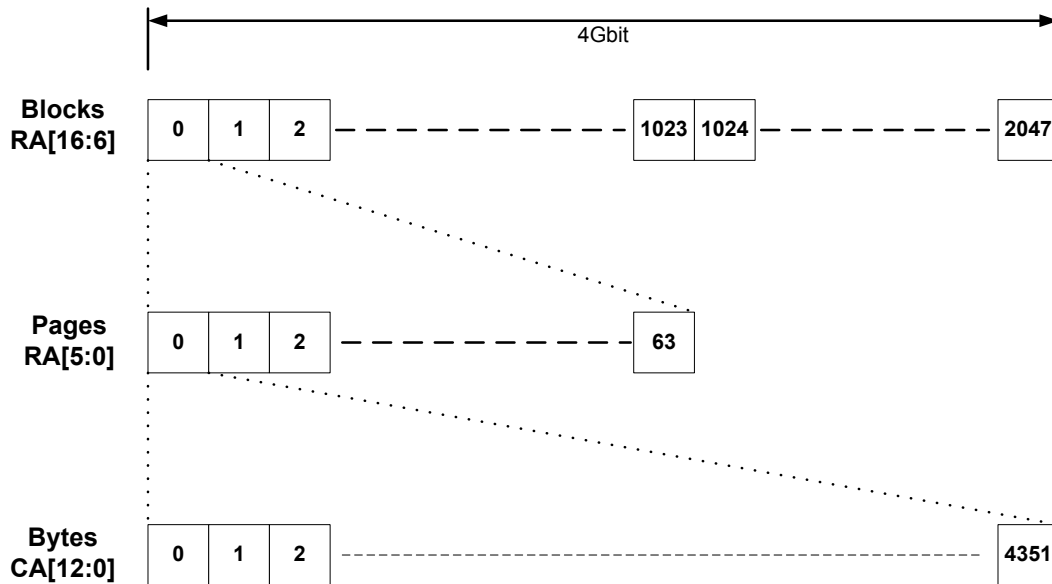 4Gbit
Blocks
RA[16:6]
0 1 2 1023 1024 2047
Pages
RA[5:0]
0 1 2 63
Bytes
CA[12:0]
0 1 2 4351